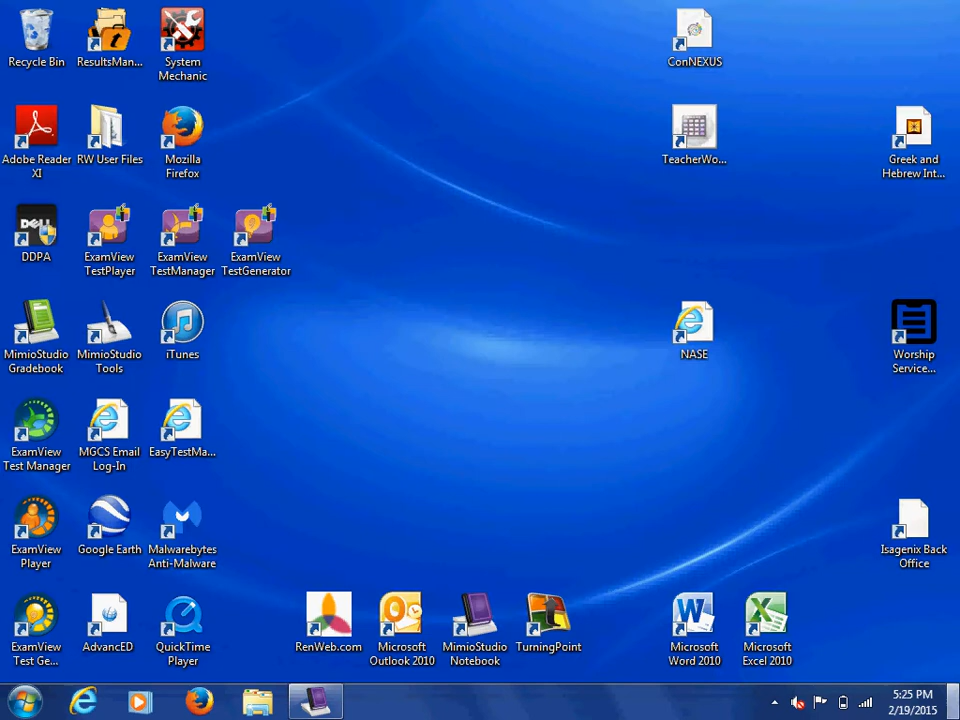 Recycle Bin
ResultsMan...
System
Mechanic
ConNEXUS
Adobe Reader
XI
RW User Files
Mozilla
Firefox
TeacherWo...
Greek and
Hebrew Int...
DELL
DDPA
ExamView
TestPlayer
ExamView
TestManager
ExamView
TestGenerator
MimioStudio
Gradebook
MimioStudio
Tools
iTunes
NASE
Worship
Service...
ExamView
Test Manager
MGCS Email
Log-In
EasyTestMa...
ExamView
Player
Google Earth
Malwarebytes
Anti-Malware
Isagenix Back
Office
ExamView
Test Ge...
AdvancED
QuickTime
Player
RenWeb.com
Microsoft
Outlook 2010
MimioStudio
Notebook
TurningPoint
Microsoft
Word 2010
Microsoft
Excel 2010
5:25 PM
2/19/2015